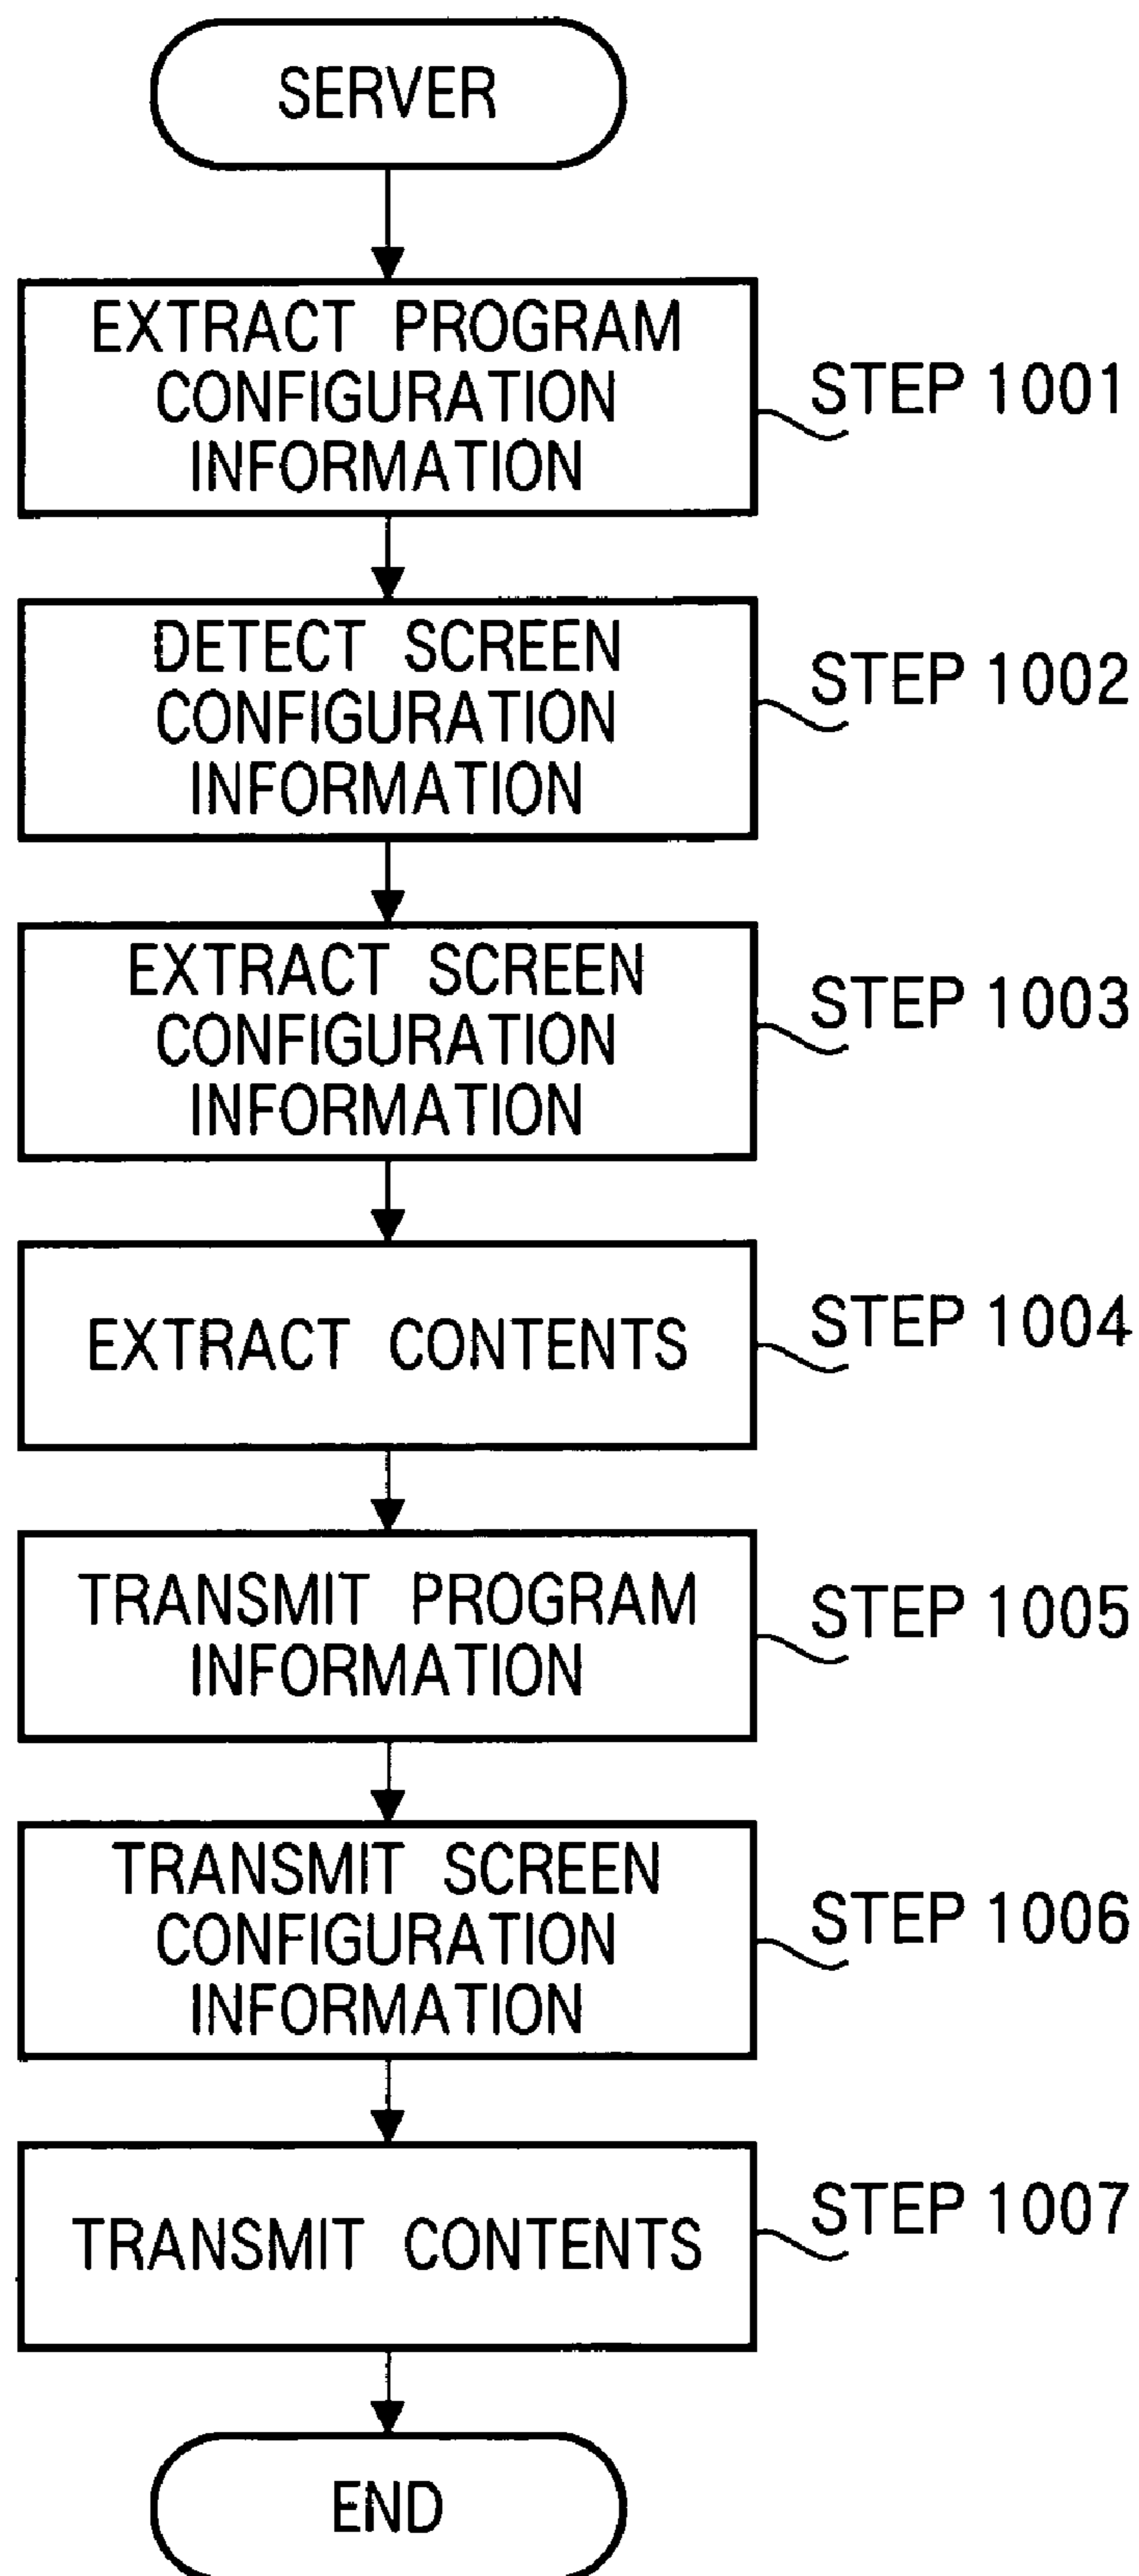 SERVER
EXTRACT PROGRAM
CONFIGURATION
INFORMATION
STEP 1001
DETECT SCREEN
CONFIGURATION
INFORMATION
STEP 1002
EXTRACT SCREEN
CONFIGURATION
INFORMATION
STEP 1003
EXTRACT CONTENTS
STEP 1004
TRANSMIT PROGRAM
INFORMATION
STEP 1005
TRANSMIT SCREEN
CONFIGURATION
INFORMATION
STEP 1006
TRANSMIT CONTENTS
STEP 1007
END